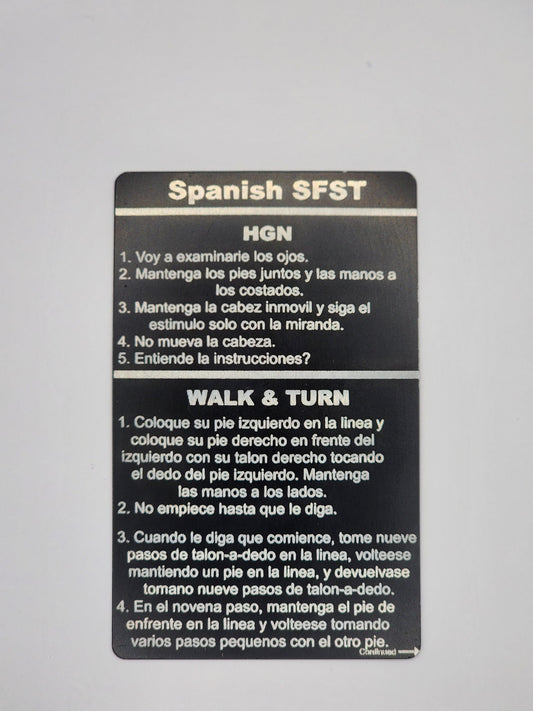 Spanish SFST
HGN
1. Voy a examinarie los ojos.
2. Mantenga los pies juntos y las manos a
los costados.
3. Mantenga la cabez inmovil y siga el
estimulo solo con la miranda.
4. No mueva la cabeza.
5. Entiende la instrucciones?
WALK & TURN
1. Coloque su pie izquierdo en la linea y
coloque su pie derecho en frente del
izquierdo con su talon derecho tocando
el dedo del pie izquierdo. Mantenga
las manos a los lados.
2. No empiece hasta que le diga.
3. Cuando le diga que comience, tome nueve
pasos de talon-a-dedo en la linea, volteese
mantiendo un pie en la linea, y devuelvase
tomano nueve pasos de talon-a-dedo.
4. En el novena paso, mantenga el pie de
enfrente en la linea y volteese tomando
varios pasos pequenos con el otro pie.
Continued